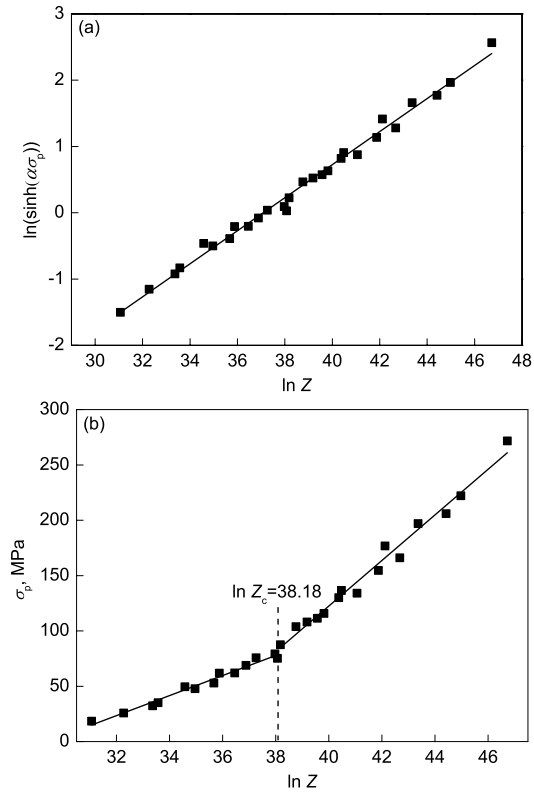 (a)
3
2
1
0
-1
-2
ln(sinh(ασp))
30 32 34 36 38 40 42 44 46 48
ln Z
(b)
300
250
200
150
100
50
0
σp, MPa
ln Zc=38.18
32 34 36 38 40 42 44 46
ln Z